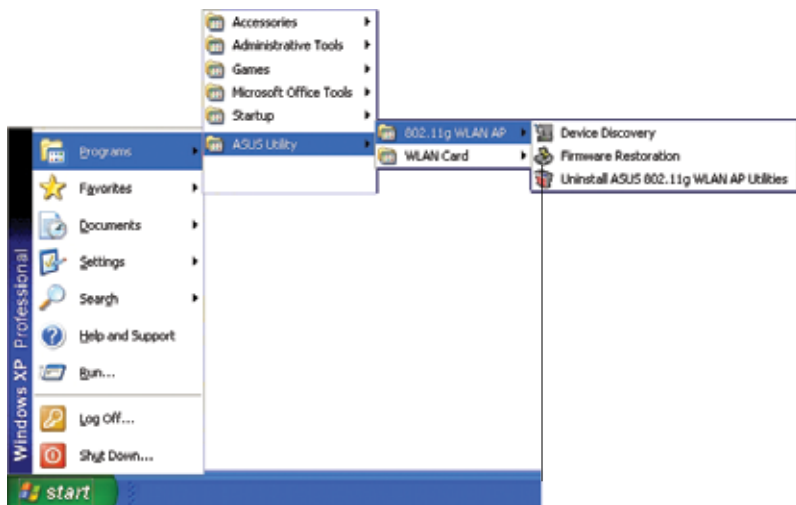 Accessories
Administrative Tools
Games
Microsoft Office Tools
Startup
ASUS Utility
802.11g WLAN AP
WLAN Card
Device Discovery
Firmware Restoration
Uninstall ASUS 802.11g WLAN AP Utilities
Programs
Favorites
Documents
Settings
Search
Help and Support
Run...
Log Off...
Shut Down...
Windows XP Professional
start